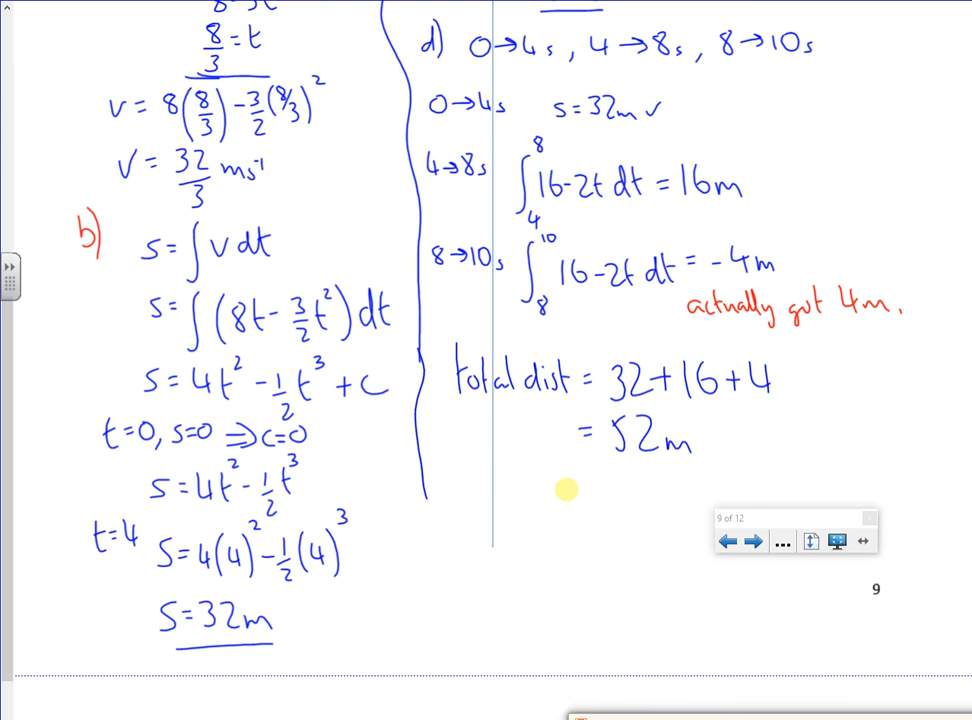 8/3 = t
v = 8(8/3) - 3/2(8/3)²
v = 32/3 ms⁻¹
b)
s = ∫ v dt
s = ∫ (8t - 3/2 t²) dt
s = 4t² - 1/2 t³ + c
t=0, s=0 ⇒ c=0
s = 4t² - 1/2 t³
t=4
s = 4(4)² - 1/2 (4)³
s = 32m
d) 0→4s, 4→8s, 8→10s
0→4s s = 32m ✓
4→8s ∫₄⁸ 16-2t dt = 16m
8→10s ∫₈¹⁰ 16-2t dt = -4m
actually got 4m.
total dist = 32+16+4
= 52m
9 of 12
9